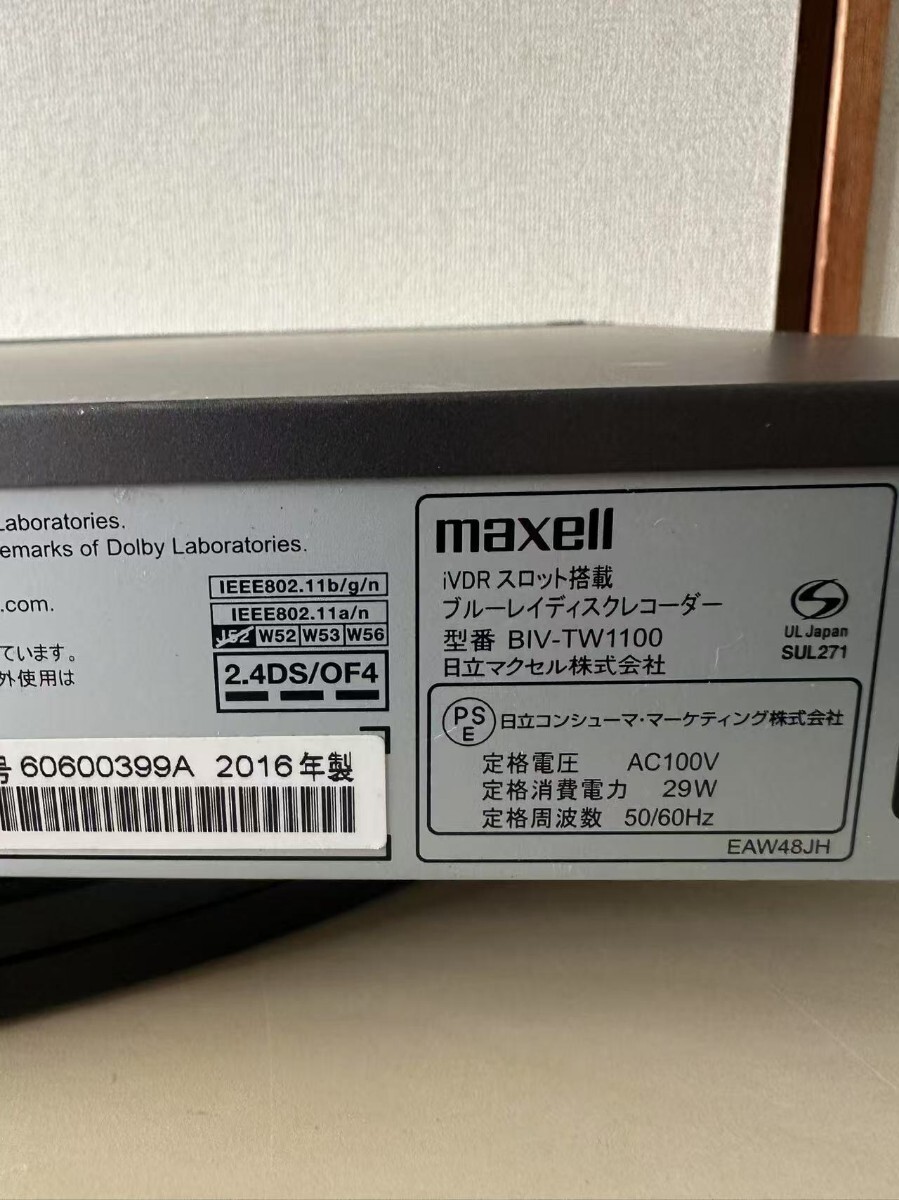 Laboratories.
emarks of Dolby Laboratories.
.com.
ています。
外使用は
IEEE802.11b/g/n
IEEE802.11a/n
J52 W52 W53 W56
2.4DS/OF4
号 60600399A 2016年製
maxell
iVDR スロット搭載
ブルーレイディスクレコーダー
型番 BIV-TW1100
日立マクセル株式会社
UL Japan
SUL271
PS
E
日立コンシューマ・マーケティング株式会社
定格電圧 AC100V
定格消費電力 29W
定格周波数 50/60Hz
EAW48JH